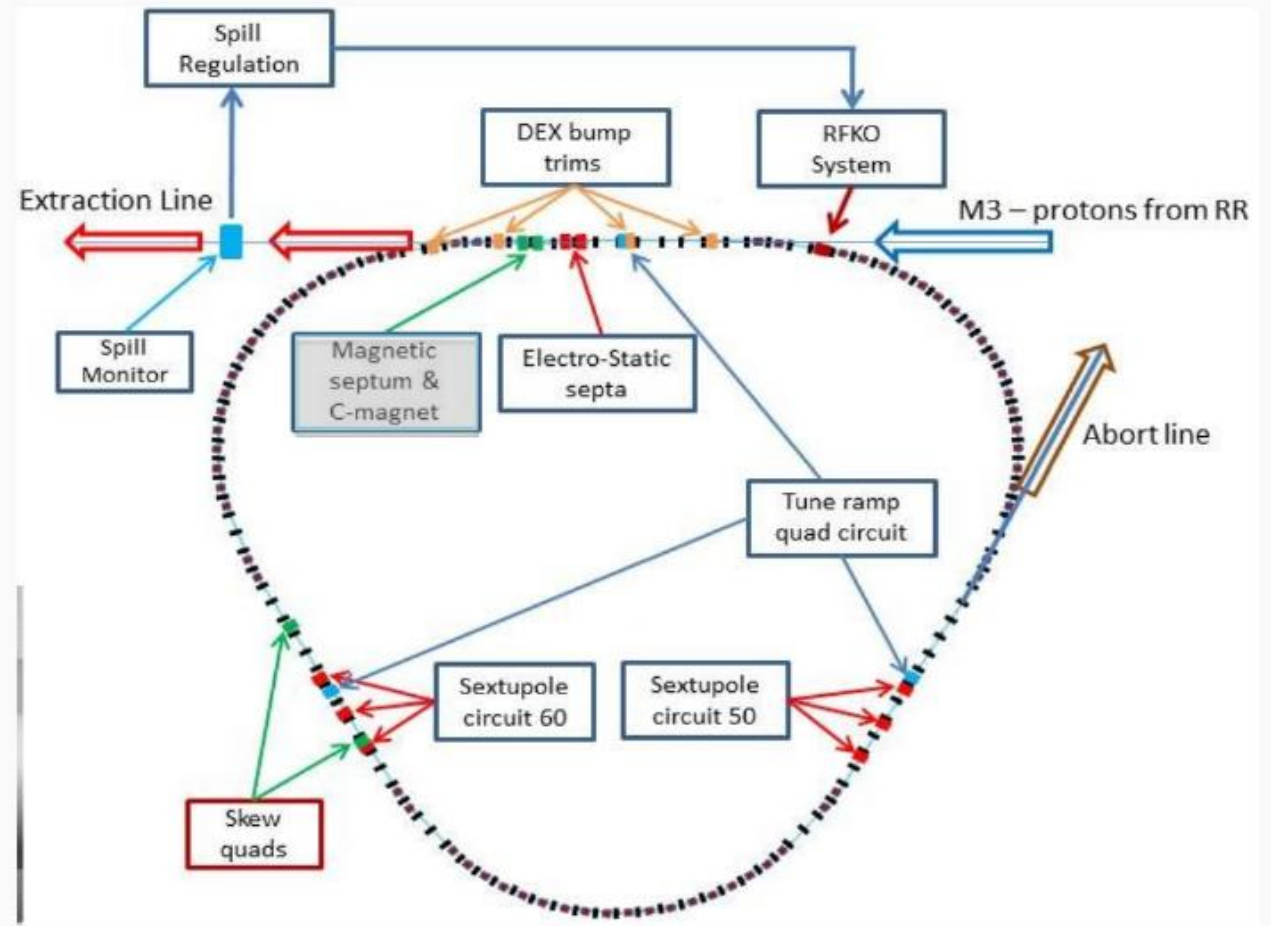 Spill
Regulation
DEX bump
trims
RFKO
System
Extraction Line
M3 – protons from RR
Spill
Monitor
Magnetic
septum &
C-magnet
Electro-Static
septa
Abort line
Tune ramp
quad circuit
Sextupole
circuit 60
Sextupole
circuit 50
Skew
quads